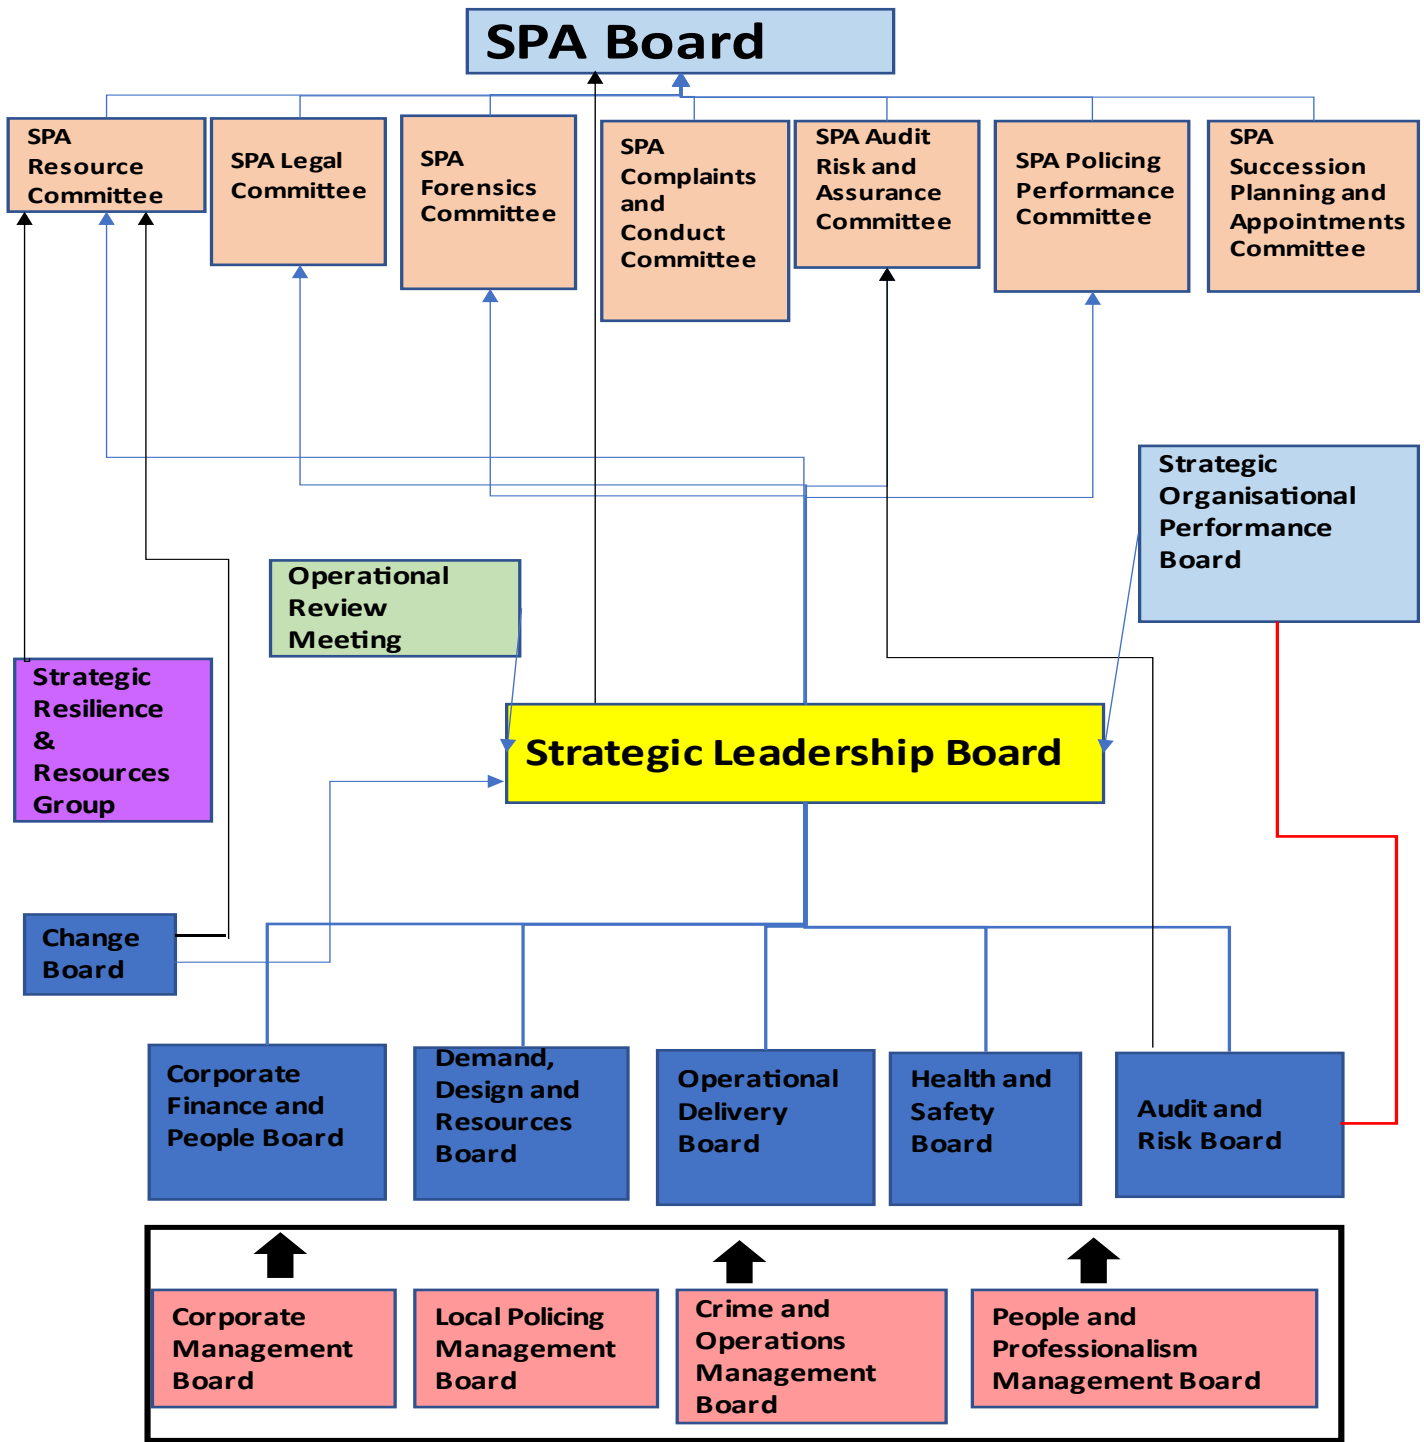 SPA Board
SPA
Resource
Committee
SPA Legal
Committee
SPA
Forensics
Committee
SPA
Complaints
and
Conduct
Committee
SPA Audit
Risk and
Assurance
Committee
SPA Policing
Performance
Committee
SPA
Succession
Planning and
Appointments
Committee
Strategic
Organisational
Performance
Board
Operational
Review
Meeting
Strategic
Resilience
&
Resources
Group
Strategic Leadership Board
Change
Board
Corporate
Finance and
People Board
Demand,
Design and
Resources
Board
Operational
Delivery
Board
Health and
Safety
Board
Audit and
Risk Board
Corporate
Management
Board
Local Policing
Management
Board
Crime and
Operations
Management
Board
People and
Professionalism
Management Board